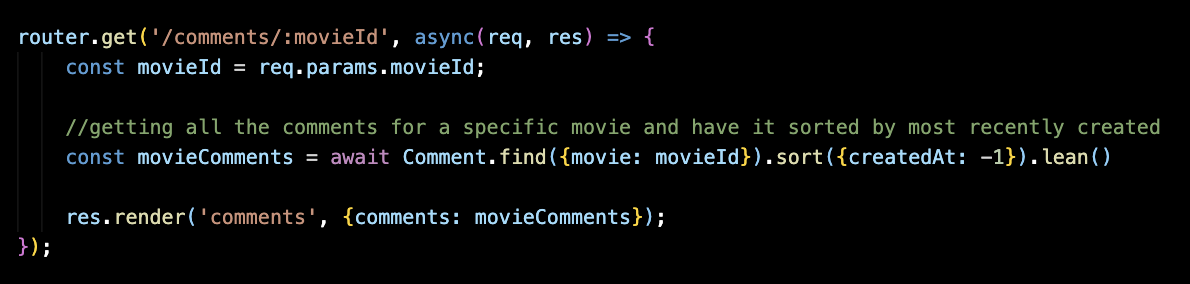 router.get('/comments/:movieId', async(req, res) => {
const movieId = req.params.movieId;
//getting all the comments for a specific movie and have it sorted by most recently created
const movieComments = await Comment.find({movie: movieId}).sort({createdAt: -1}).lean()
res.render('comments', {comments: movieComments});
});